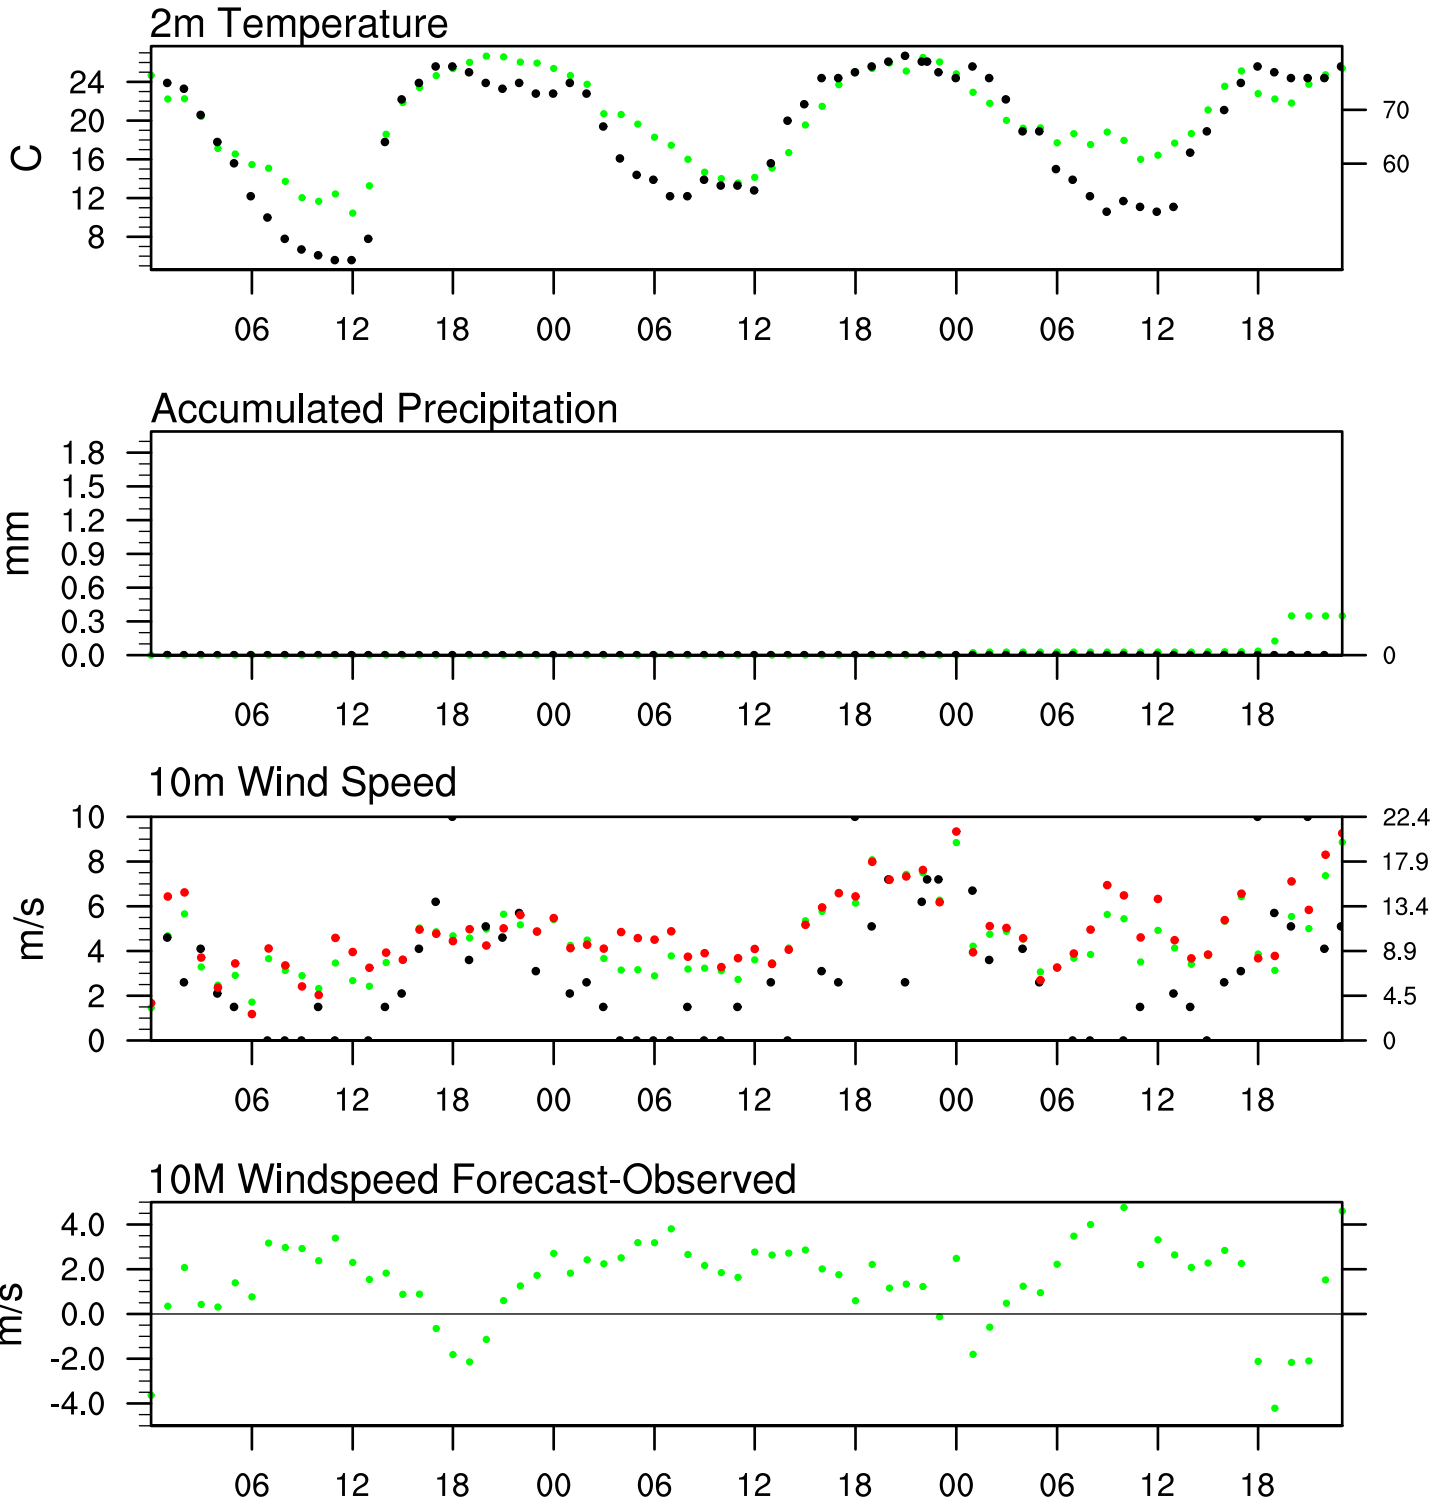 2m Temperature
C
24
20
16
12
8
70
60
06 12 18 00 06 12 18 00 06 12 18
Accumulated Precipitation
mm
1.8
1.5
1.2
0.9
0.6
0.3
0.0
0
06 12 18 00 06 12 18 00 06 12 18
10m Wind Speed
m/s
10
8
6
4
2
0
22.4
17.9
13.4
8.9
4.5
0
06 12 18 00 06 12 18 00 06 12 18
10M Windspeed Forecast-Observed
m/s
4.0
2.0
0.0
-2.0
-4.0
06 12 18 00 06 12 18 00 06 12 18